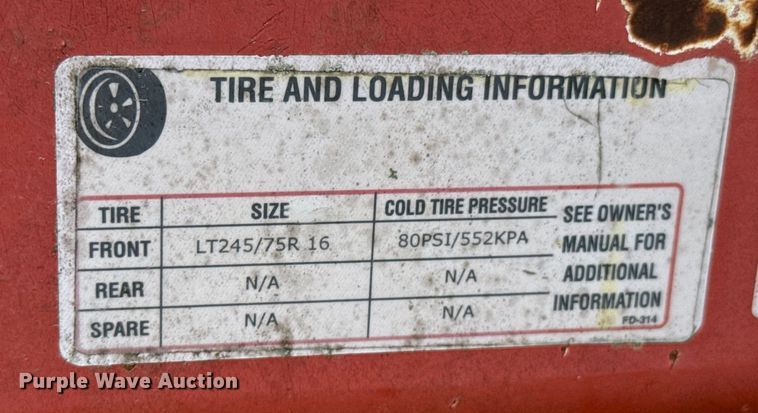 TIRE AND LOADING INFORMATION
TIRE SIZE COLD TIRE PRESSURE SEE OWNER'S
FRONT LT245/75R 16 80PSI/552KPA MANUAL FOR
REAR N/A N/A ADDITIONAL
SPARE N/A N/A INFORMATION
FD-314
Purple Wave Auction